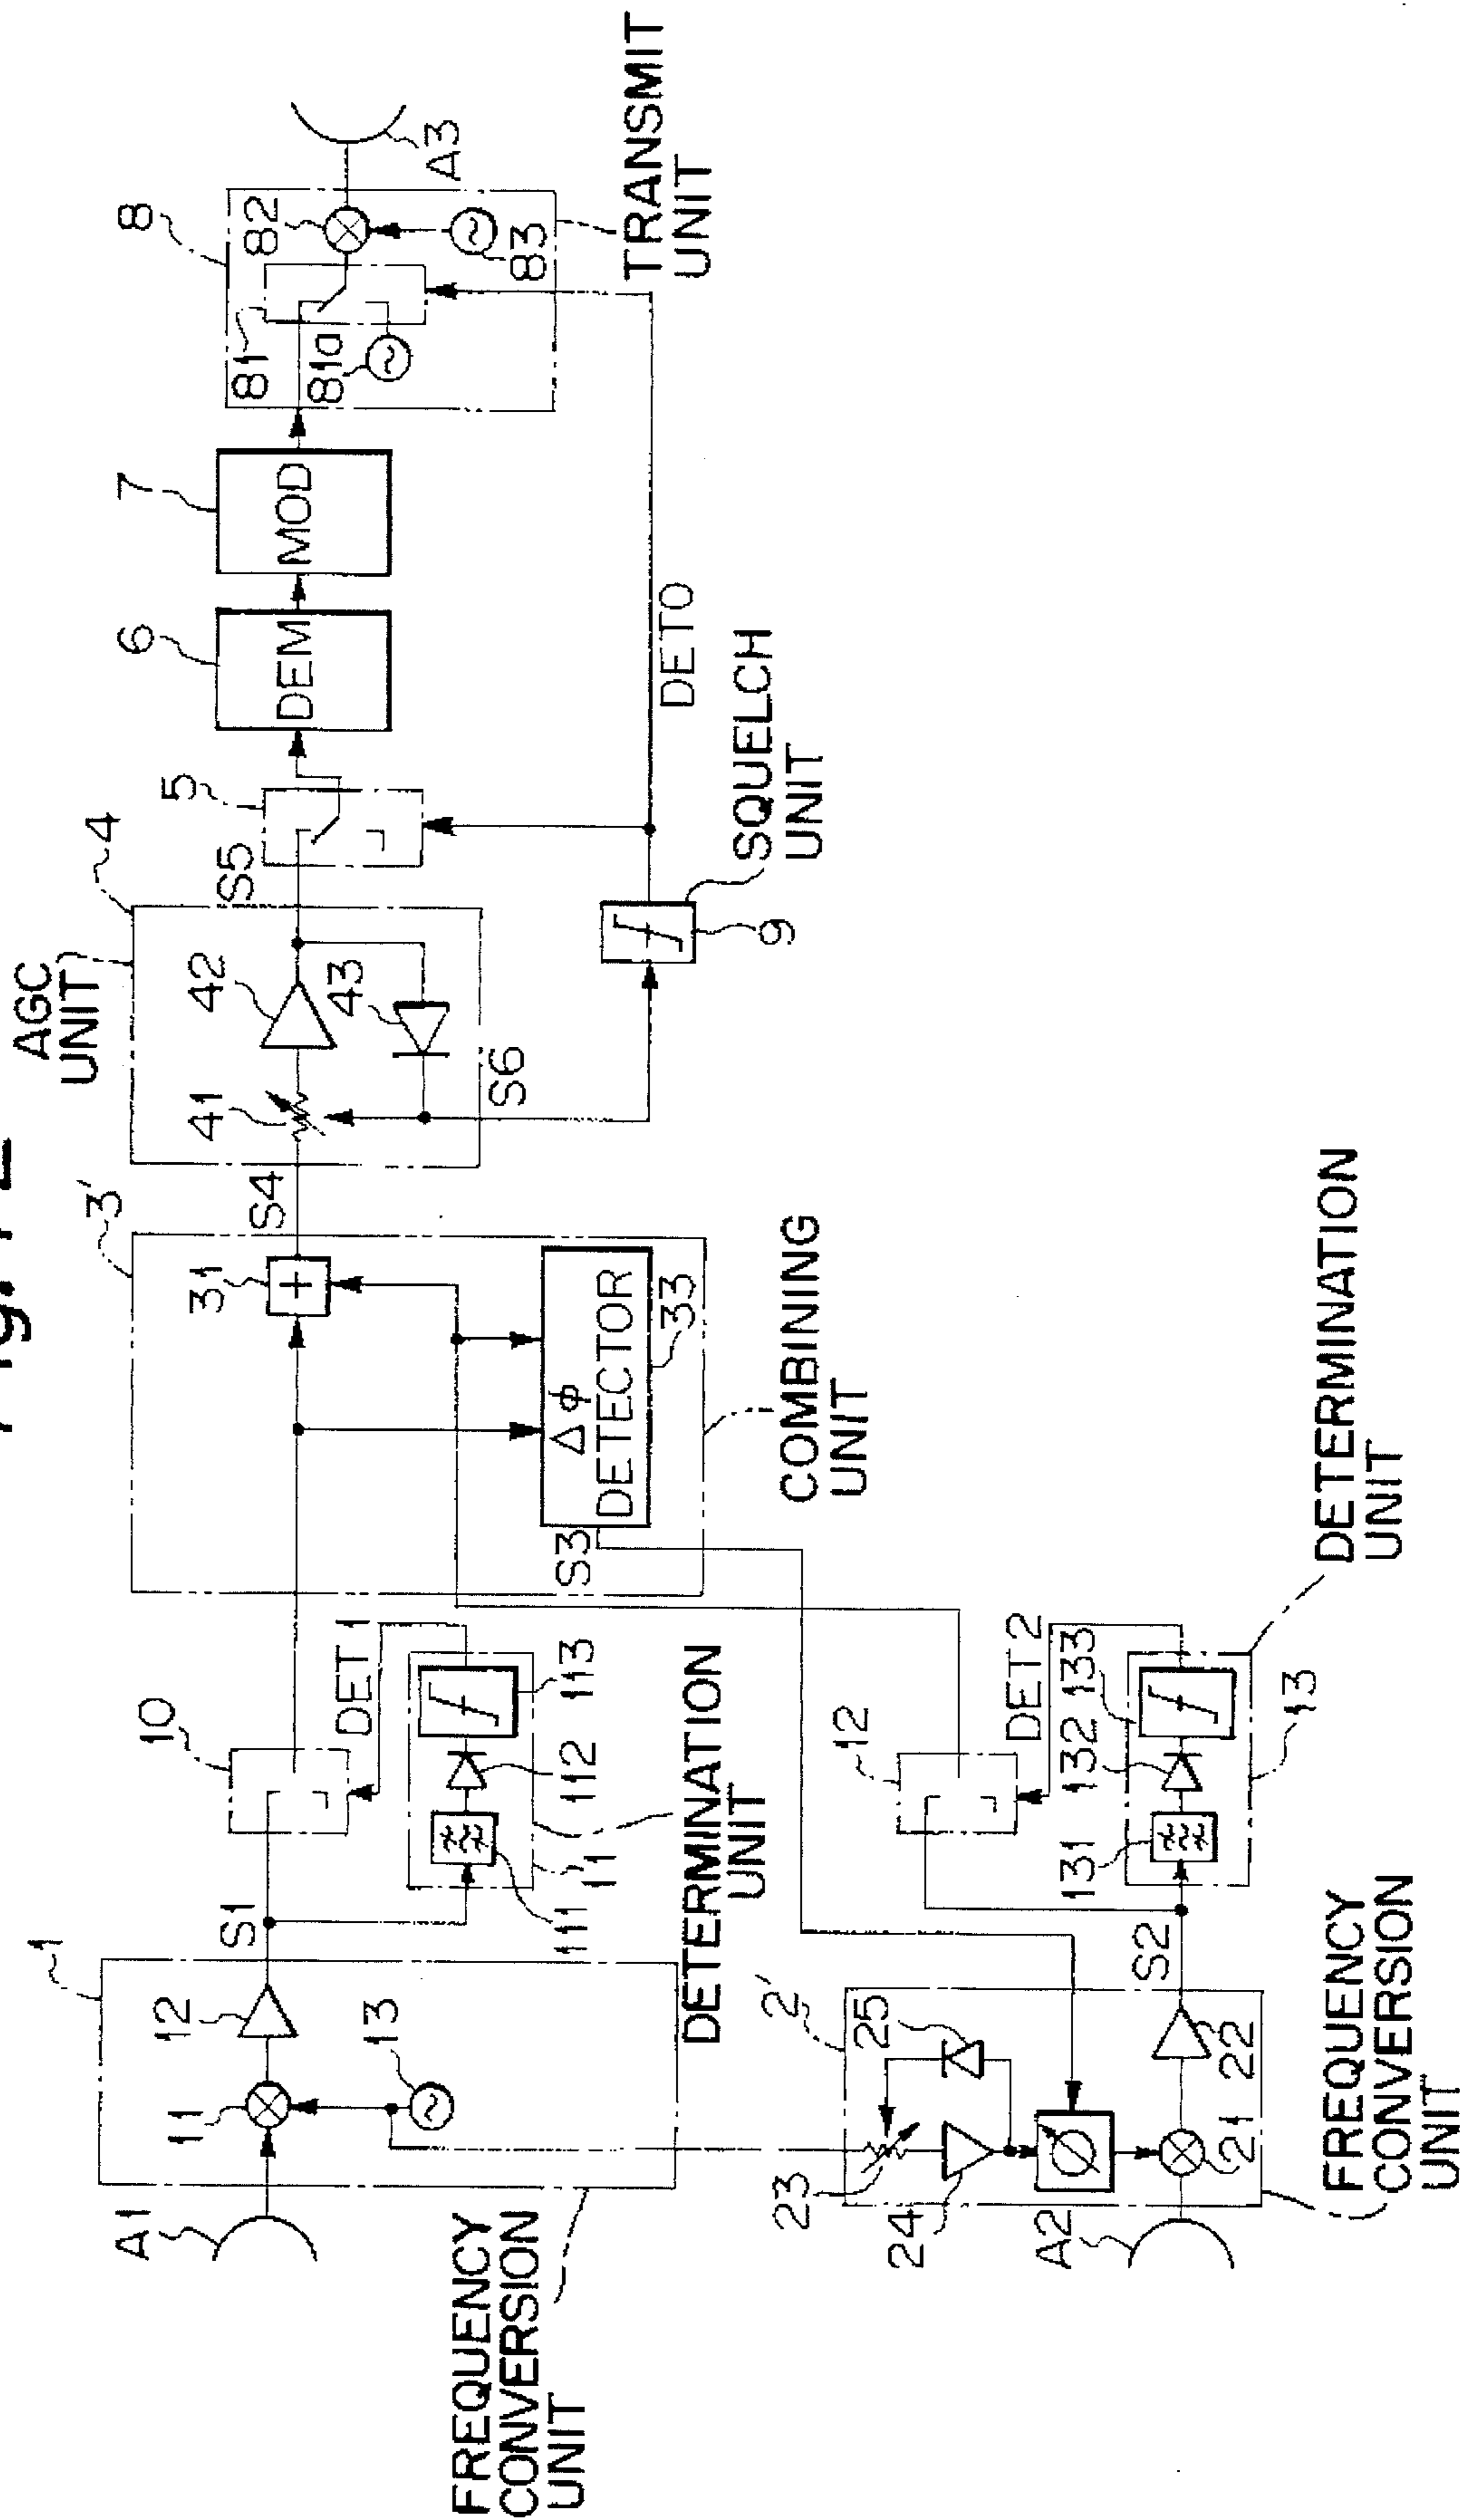 AGC
UNIT
8
7
6
5
4
3'
81
82
A3
MOD
DEM
S5
81a
83
42
43
41
S4
31
TRANSMIT
UNIT
DET0
SQUELCH
UNIT
9
S6
Δφ
DETECTOR
33
S3
COMBINING
UNIT
10
DET1
113
112
111
11
DETERMINATION
UNIT
1
S1
12
13
11
A1
FREQUENCY
CONVERSION
UNIT
12
DET2
133
132
131
13
DETERMINATION
UNIT
S2
2'
25
22
23
24
21
A2
FREQUENCY
CONVERSION
UNIT